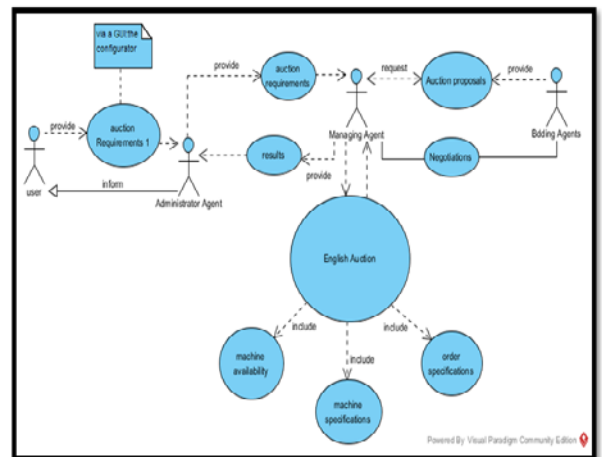 via a GUI:the
configurator
provide
auction
requirements
request
Auction proposals
provide
provide
auction
Requirements 1
results
provide
Managing Agent
Negotiations
Bdding Agents
user
inform
Administrator Agent
English Auction
include
include
include
machine
availability
order
specifications
machine
specifications
Powered By Visual Paradigm Community Edition